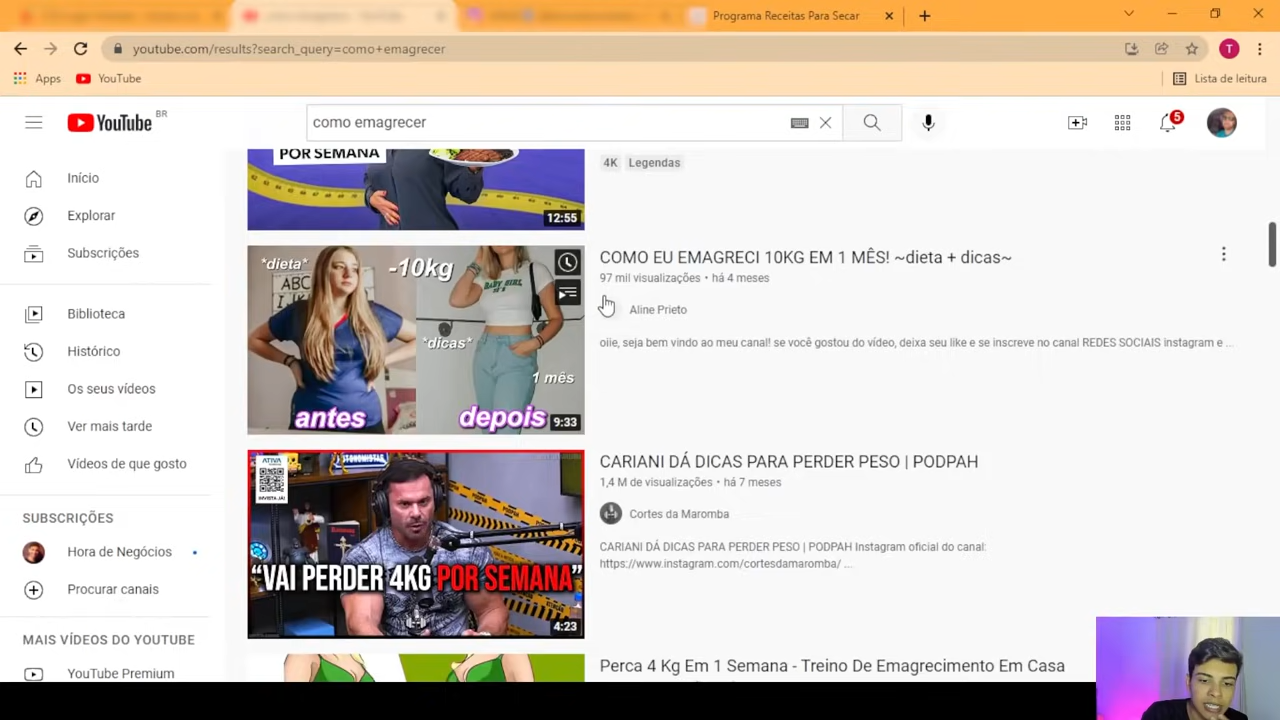 Programa Receitas Para Secar
youtube.com/results?search_query=como+emagrecer
Apps
YouTube
Lista de leitura
YouTube BR
como emagrecer
5
T
Início
Explorar
Subscrições
Biblioteca
Histórico
Os seus vídeos
Ver mais tarde
Vídeos de que gosto
SUBSCRIÇÕES
Hora de Negócios
Procurar canais
MAIS VÍDEOS DO YOUTUBE
YouTube Premium
POR SEMANA
12:55
4K Legendas
*dieta*
-10kg
BABY GIRL
*dicas*
1 mês
antes
depois
9:33
COMO EU EMAGRECI 10KG EM 1 MÊS! ~dieta + dicas~
97 mil visualizações • há 4 meses
Aline Prieto
oiie, seja bem vindo ao meu canal! se você gostou do vídeo, deixa seu like e se inscreve no canal REDES SOCIAIS instagram e ...
ATIVA
INVISTA JÁ!
"VAI PERDER 4KG POR SEMANA"
4:23
CARIANI DÁ DICAS PARA PERDER PESO | PODPAH
1,4 M de visualizações • há 7 meses
Cortes da Maromba
CARIANI DÁ DICAS PARA PERDER PESO | PODPAH Instagram oficial do canal:
https://www.instagram.com/cortesdamaromba/ ...
Perca 4 Kg Em 1 Semana - Treino De Emagrecimento Em Casa